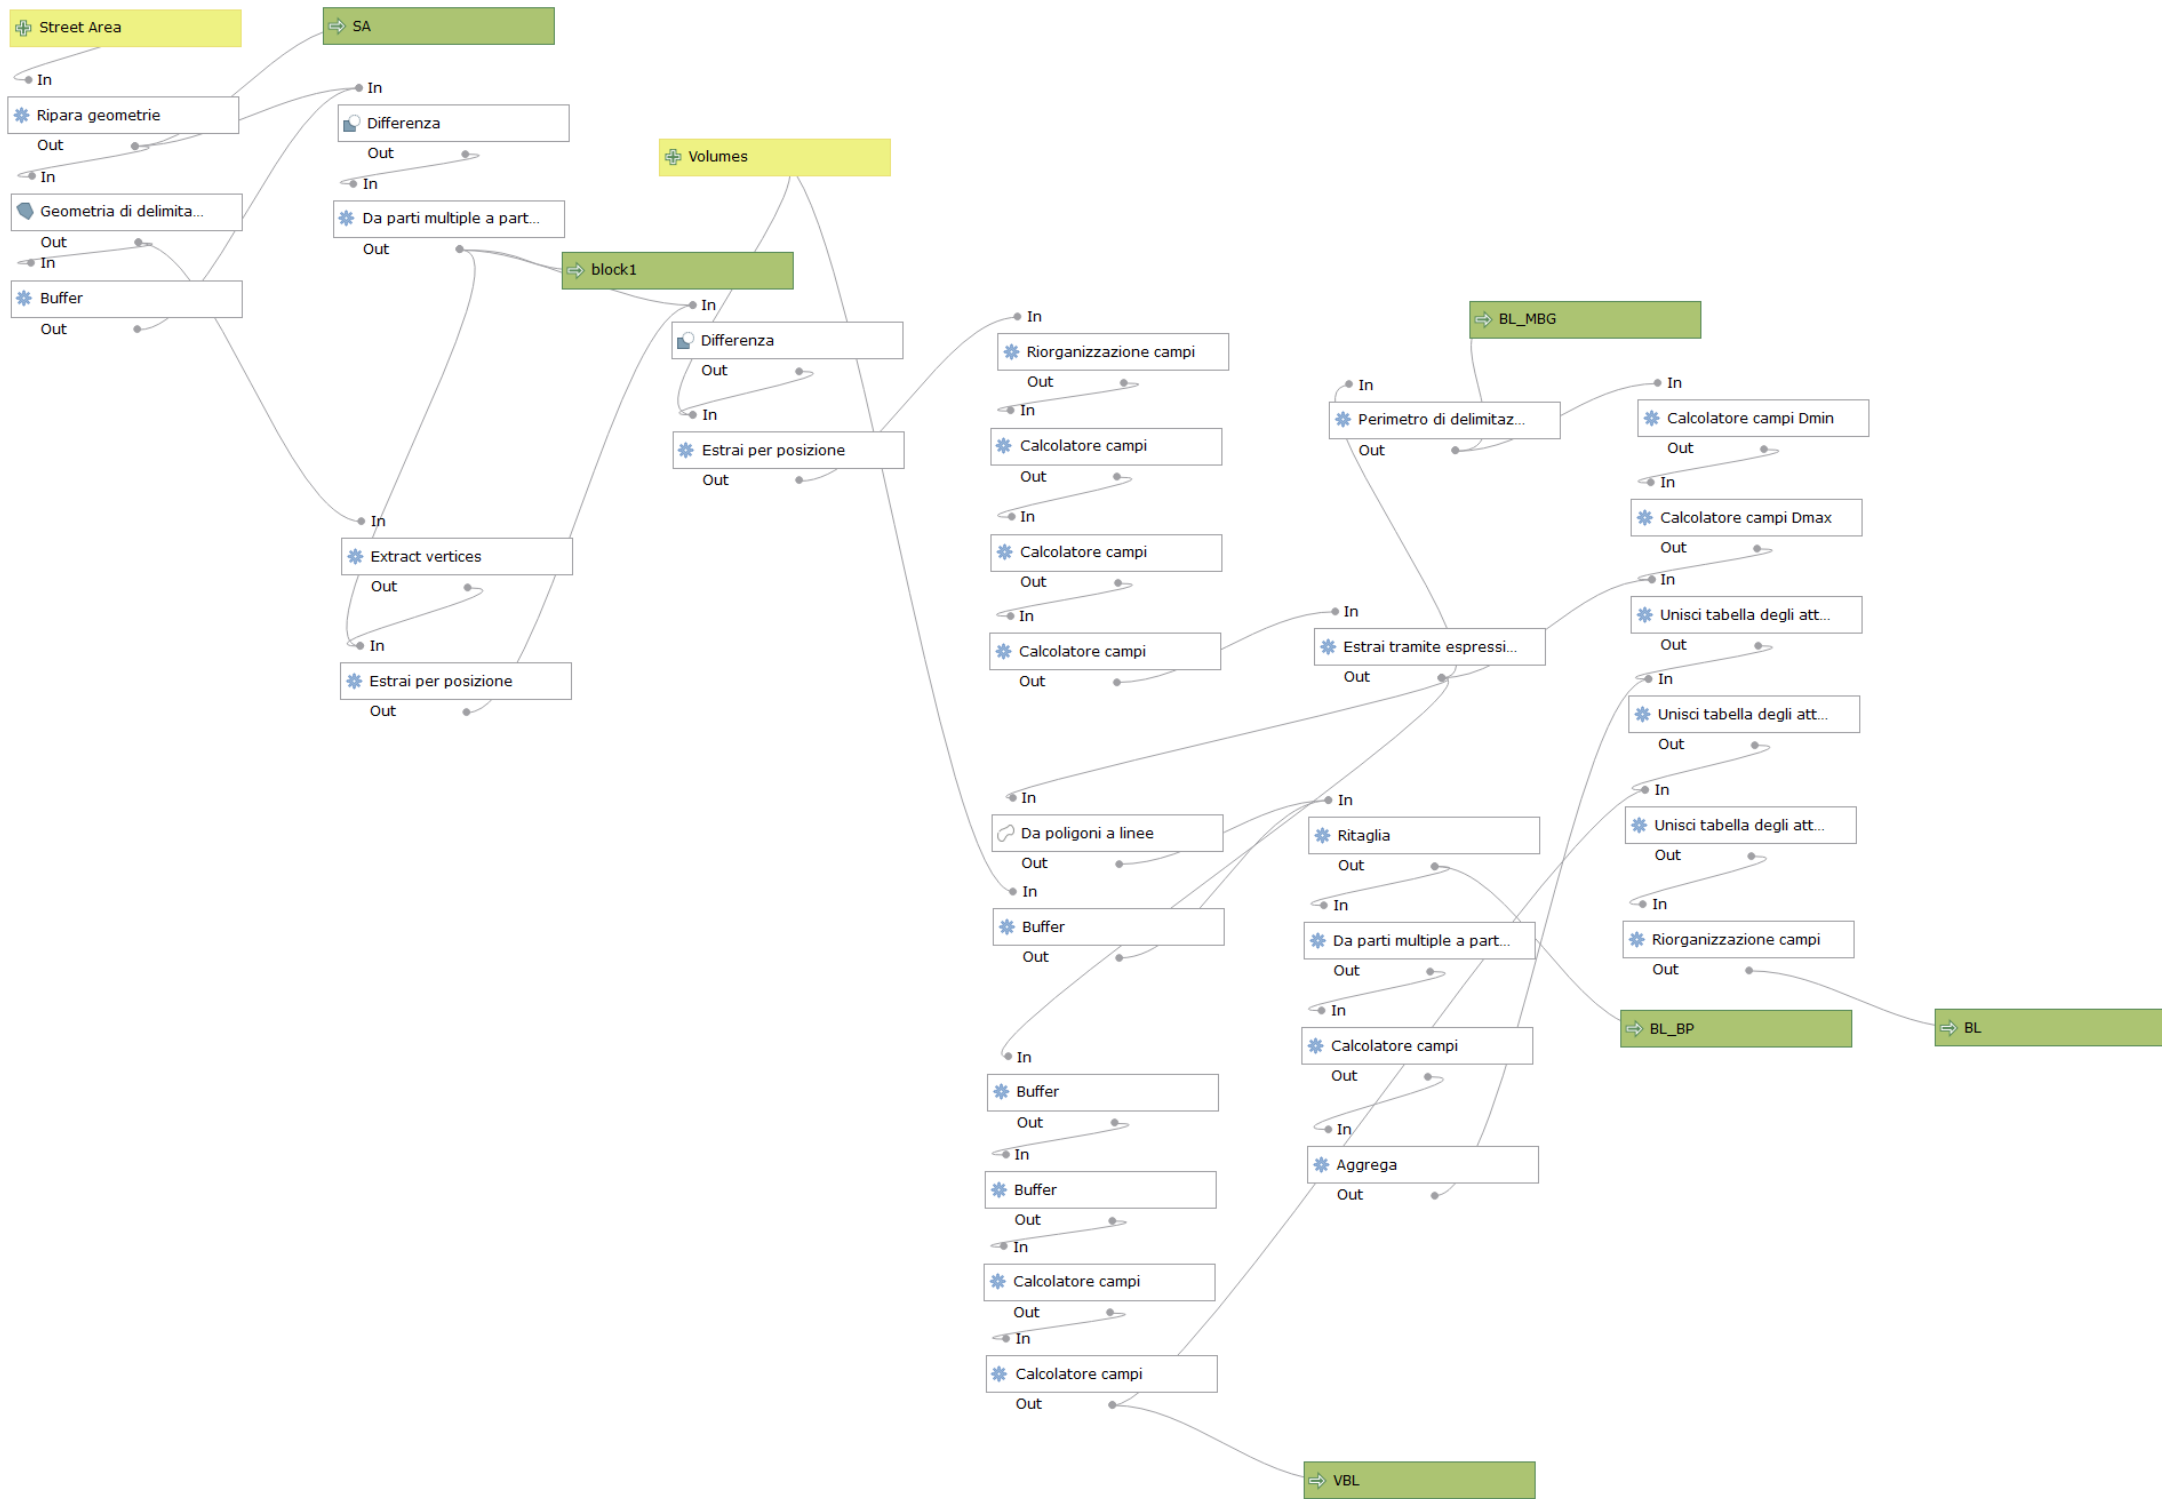 Street Area
In
Ripara geometrie
Out
In
Geometria di delimita...
Out
In
Buffer
Out
SA
In
Differenza
Out
In
Da parti multiple a part...
Out
block1
In
Extract vertices
Out
In
Estrai per posizione
Out
Volumes
In
Differenza
Out
In
Estrai per posizione
Out
In
Riorganizzazione campi
Out
In
Calcolatore campi
Out
In
Calcolatore campi
Out
In
Calcolatore campi
Out
In
Da poligoni a linee
Out
In
Buffer
Out
In
Buffer
Out
In
Buffer
Out
In
Calcolatore campi
Out
In
Calcolatore campi
Out
BL_MBG
In
Perimetro di delimitaz...
Out
In
Estrai tramite espressi...
Out
In
Ritaglia
Out
In
Da parti multiple a part...
Out
In
Calcolatore campi
Out
In
Aggrega
Out
VBL
In
Calcolatore campi Dmin
Out
In
Calcolatore campi Dmax
Out
In
Unisci tabella degli att...
Out
In
Unisci tabella degli att...
Out
In
Unisci tabella degli att...
Out
In
Riorganizzazione campi
Out
BL_BP
BL